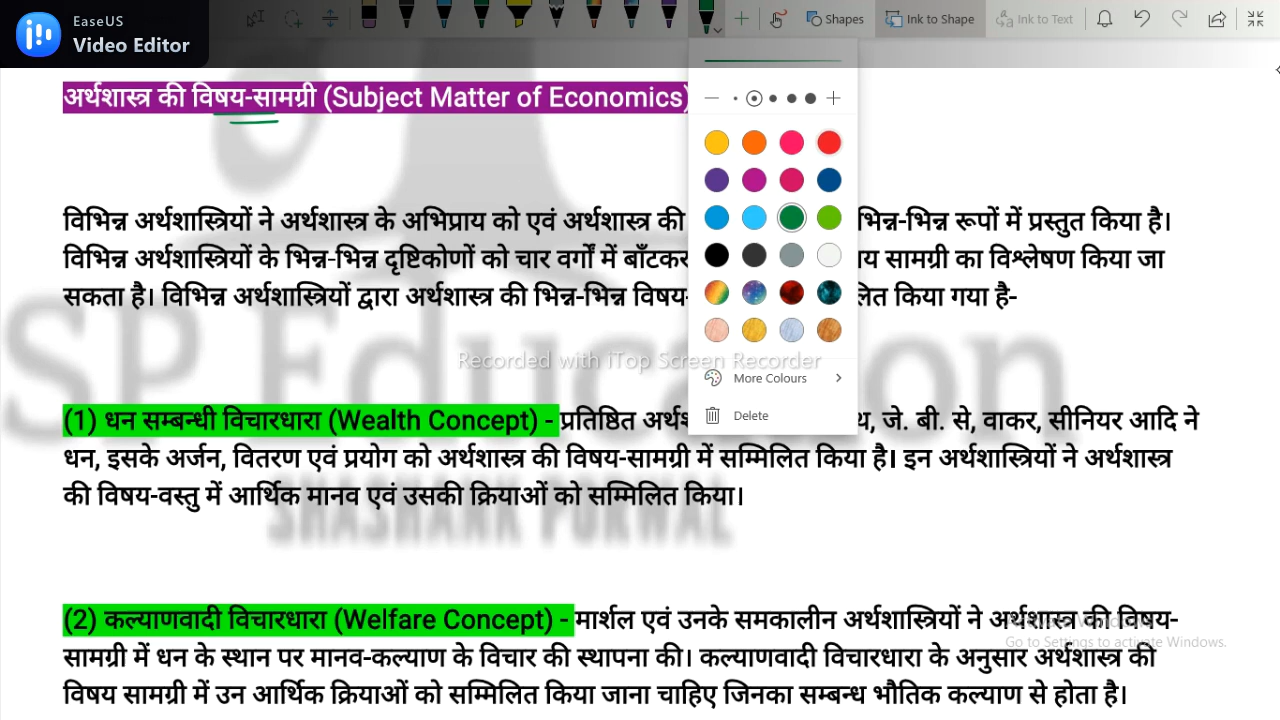 EaseUS
Video Editor
Shapes
Ink to Shape
Ink to Text
अर्थशास्त्र की विषय-सामग्री (Subject Matter of Economics)
विभिन्न अर्थशास्त्रियों ने अर्थशास्त्र के अभिप्राय को एवं अर्थशास्त्र की भिन्न-भिन्न रूपों में प्रस्तुत किया है।
विभिन्न अर्थशास्त्रियों के भिन्न-भिन्न दृष्टिकोणों को चार वर्गों में बाँटकर सामग्री का विश्लेषण किया जा
सकता है। विभिन्न अर्थशास्त्रियों द्वारा अर्थशास्त्र की भिन्न-भिन्न विषय- किया गया है-
Recorded with iTop Screen Recorder
More Colours
Delete
(1) धन सम्बन्धी विचारधारा (Wealth Concept) - प्रतिष्ठित जे. बी. से, वाकर, सीनियर आदि ने
धन, इसके अर्जन, वितरण एवं प्रयोग को अर्थशास्त्र की विषय-सामग्री में सम्मिलित किया है। इन अर्थशास्त्रियों ने अर्थशास्त्र
की विषय-वस्तु में आर्थिक मानव एवं उसकी क्रियाओं को सम्मिलित किया।
SP Education
SHASHANK PORWAL
(2) कल्याणवादी विचारधारा (Welfare Concept) - मार्शल एवं उनके समकालीन अर्थशास्त्रियों ने अर्थशास्त्र की विषय-
सामग्री में धन के स्थान पर मानव-कल्याण के विचार की स्थापना की। कल्याणवादी विचारधारा के अनुसार अर्थशास्त्र की
विषय सामग्री में उन आर्थिक क्रियाओं को सम्मिलित किया जाना चाहिए जिनका सम्बन्ध भौतिक कल्याण से होता है।
Activate Windows
Go to Settings to activate Windows.